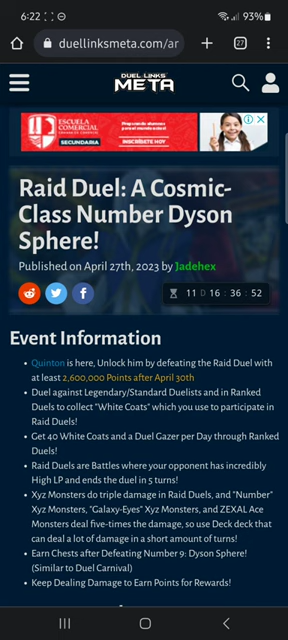 6:22
93%
duellinksmeta.com/ar
27
DUEL LINKS
META
ESCUELA
COMERCIAL
SECUNDARIA
INSCRÍBETE HOY
Raid Duel: A Cosmic-
Class Number Dyson
Sphere!
Published on April 27th, 2023 by Jadehex
11 D 16 : 36 : 52
Event Information
Quinton is here, Unlock him by defeating the Raid Duel with
at least 2,600,000 Points after April 30th
Duel against Legendary/Standard Duelists and in Ranked
Duels to collect "White Coats" which you use to participate in
Raid Duels!
Get 40 White Coats and a Duel Gazer per Day through Ranked
Duels!
Raid Duels are Battles where your opponent has incredibly
High LP and ends the duel in 5 turns!
Xyz Monsters do triple damage in Raid Duels, and "Number"
Xyz Monsters, "Galaxy-Eyes" Xyz Monsters, and ZEXAL Ace
Monsters deal five-times the damage, so use Deck deck that
can deal a lot of damage in a short amount of turns!
Earn Chests after Defeating Number 9: Dyson Sphere!
(Similar to Duel Carnival)
Keep Dealing Damage to Earn Points for Rewards!